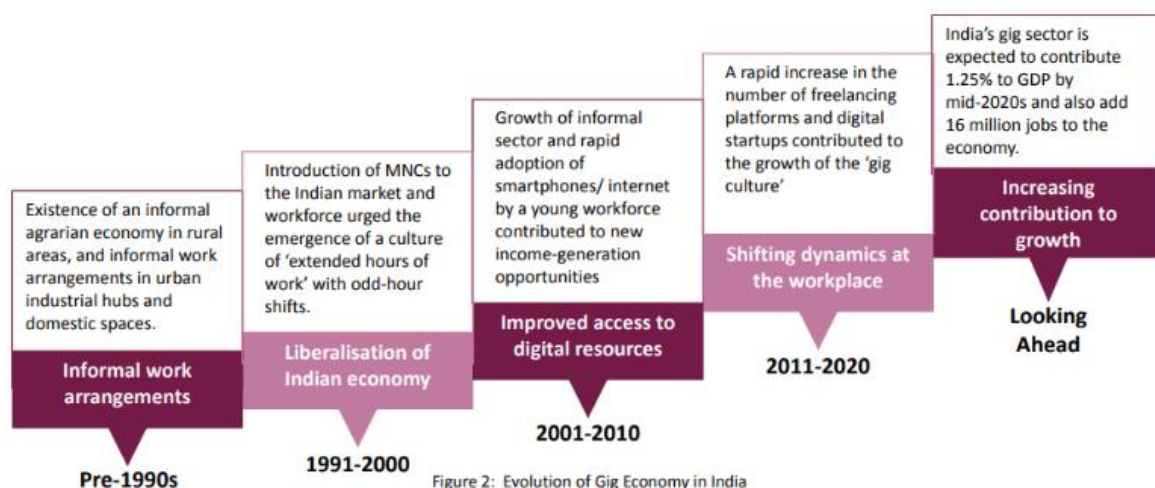 Existence of an informal
agrarian economy in rural
areas, and informal work
arrangements in urban
industrial hubs and
domestic spaces.
Informal work
arrangements
Pre-1990s
Introduction of MNCs to
the Indian market and
workforce urged the
emergence of a culture
of ‘extended hours of
work’ with odd-hour
shifts.
Liberalisation of
Indian economy
1991-2000
Growth of informal
sector and rapid
adoption of
smartphones/ internet
by a young workforce
contributed to new
income-generation
opportunities
Improved access to
digital resources
2001-2010
A rapid increase in the
number of freelancing
platforms and digital
startups contributed to
the growth of the ‘gig
culture’
Shifting dynamics at
the workplace
2011-2020
India’s gig sector is
expected to contribute
1.25% to GDP by
mid-2020s and also add
16 million jobs to the
economy.
Increasing
contribution to
growth
Looking
Ahead
Figure 2: Evolution of Gig Economy in India